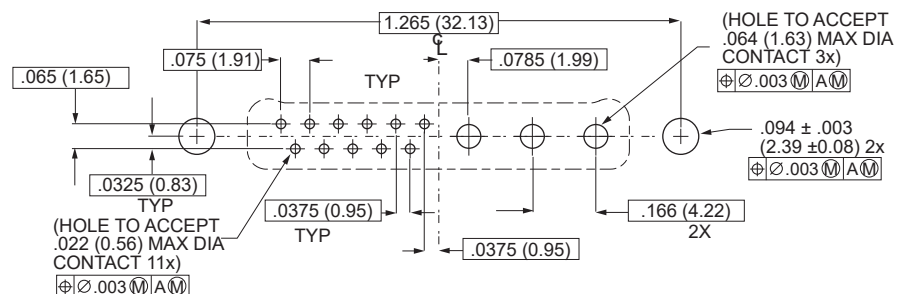 1.265 (32.13)
℄
(HOLE TO ACCEPT
.064 (1.63) MAX DIA
CONTACT 3x)
⌖ ∅.003 Ⓜ A Ⓜ
.075 (1.91)
TYP
.0785 (1.99)
.065 (1.65)
.094 ± .003
(2.39 ±0.08) 2x
⌖ ∅.003 Ⓜ A Ⓜ
.0325 (0.83)
TYP
.0375 (0.95)
TYP
.166 (4.22)
2X
(HOLE TO ACCEPT
.022 (0.56) MAX DIA
CONTACT 11x)
⌖ ∅.003 Ⓜ A Ⓜ
.0375 (0.95)